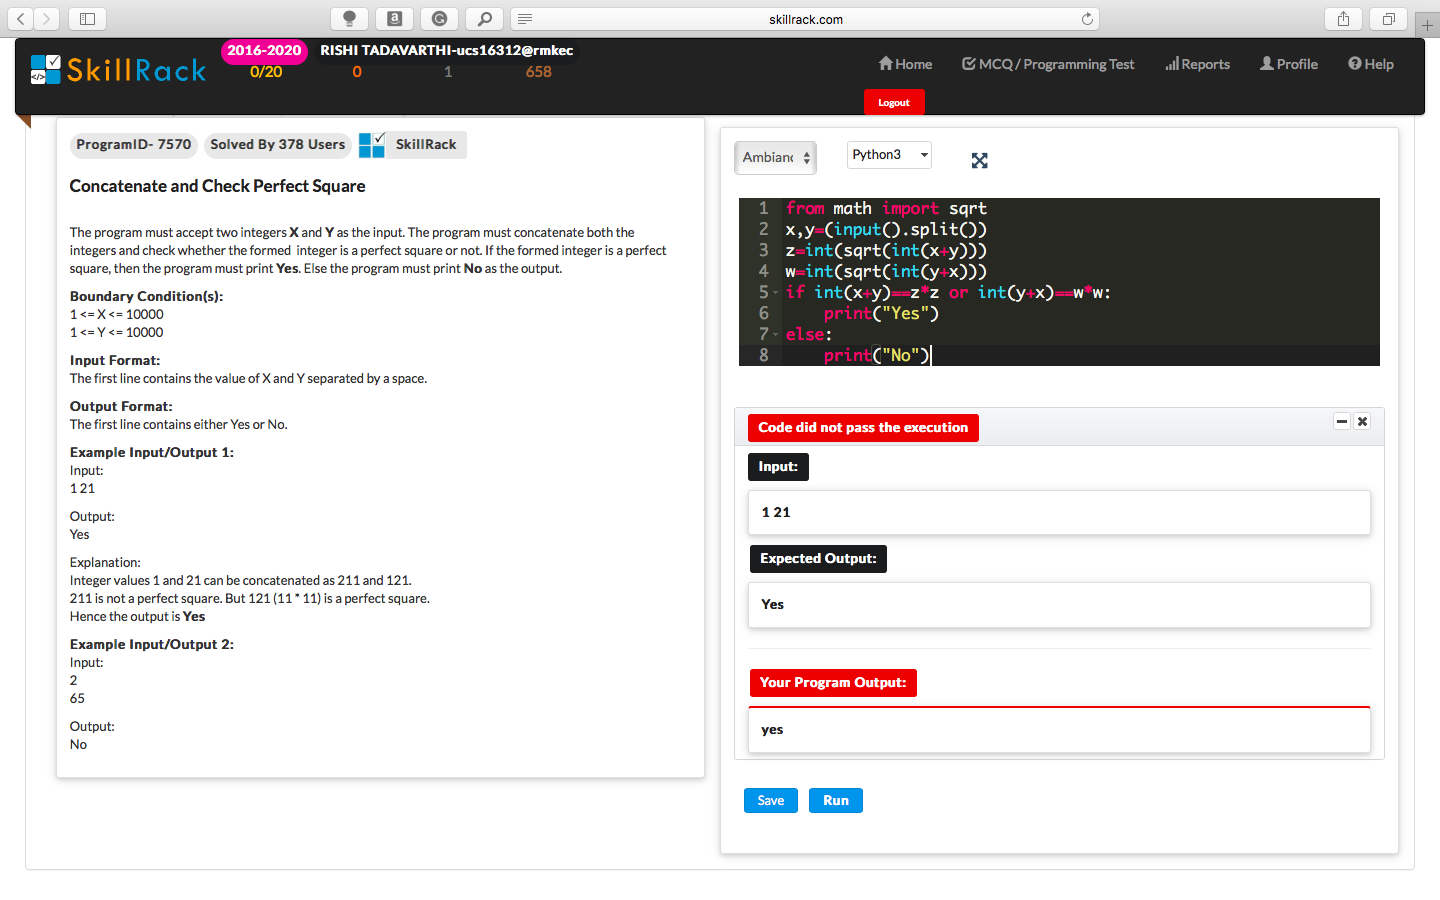 skillrack.com
SkillRack
2016-2020 RISHI TADAVARTHI-ucs16312@rmkec
0/20 0 1 658
Home MCQ / Programming Test Reports Profile Help
Logout
ProgramID- 7570 Solved By 378 Users SkillRack
Concatenate and Check Perfect Square
The program must accept two integers X and Y as the input. The program must concatenate both the
integers and check whether the formed integer is a perfect square or not. If the formed integer is a perfect
square, then the program must print Yes. Else the program must print No as the output.
Boundary Condition(s):
1 <= X <= 10000
1 <= Y <= 10000
Input Format:
The first line contains the value of X and Y separated by a space.
Output Format:
The first line contains either Yes or No.
Example Input/Output 1:
Input:
1 21
Output:
Yes
Explanation:
Integer values 1 and 21 can be concatenated as 211 and 121.
211 is not a perfect square. But 121 (11 * 11) is a perfect square.
Hence the output is Yes
Example Input/Output 2:
Input:
2
65
Output:
No
Ambianc Python3
1 from math import sqrt
2 x,y=(input().split())
3 z=int(sqrt(int(x+y)))
4 w=int(sqrt(int(y+x)))
5 if int(x+y)==z*z or int(y+x)==w*w:
6 print("Yes")
7 else:
8 print("No")
Code did not pass the execution
Input:
1 21
Expected Output:
Yes
Your Program Output:
yes
Save Run